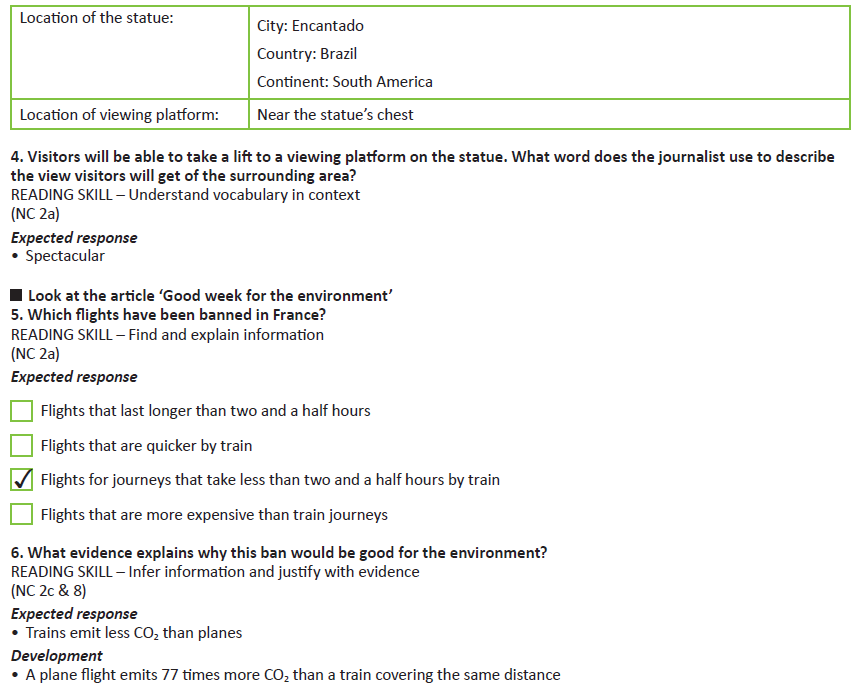 Location of the statue:
City: Encantado
Country: Brazil
Continent: South America
Location of viewing platform:
Near the statue’s chest
4. Visitors will be able to take a lift to a viewing platform on the statue. What word does the journalist use to describe
the view visitors will get of the surrounding area?
READING SKILL – Understand vocabulary in context
(NC 2a)
Expected response
• Spectacular
■ Look at the article ‘Good week for the environment’
5. Which flights have been banned in France?
READING SKILL – Find and explain information
(NC 2a)
Expected response
Flights that last longer than two and a half hours
Flights that are quicker by train
✓ Flights for journeys that take less than two and a half hours by train
Flights that are more expensive than train journeys
6. What evidence explains why this ban would be good for the environment?
READING SKILL – Infer information and justify with evidence
(NC 2c & 8)
Expected response
• Trains emit less CO₂ than planes
Development
• A plane flight emits 77 times more CO₂ than a train covering the same distance